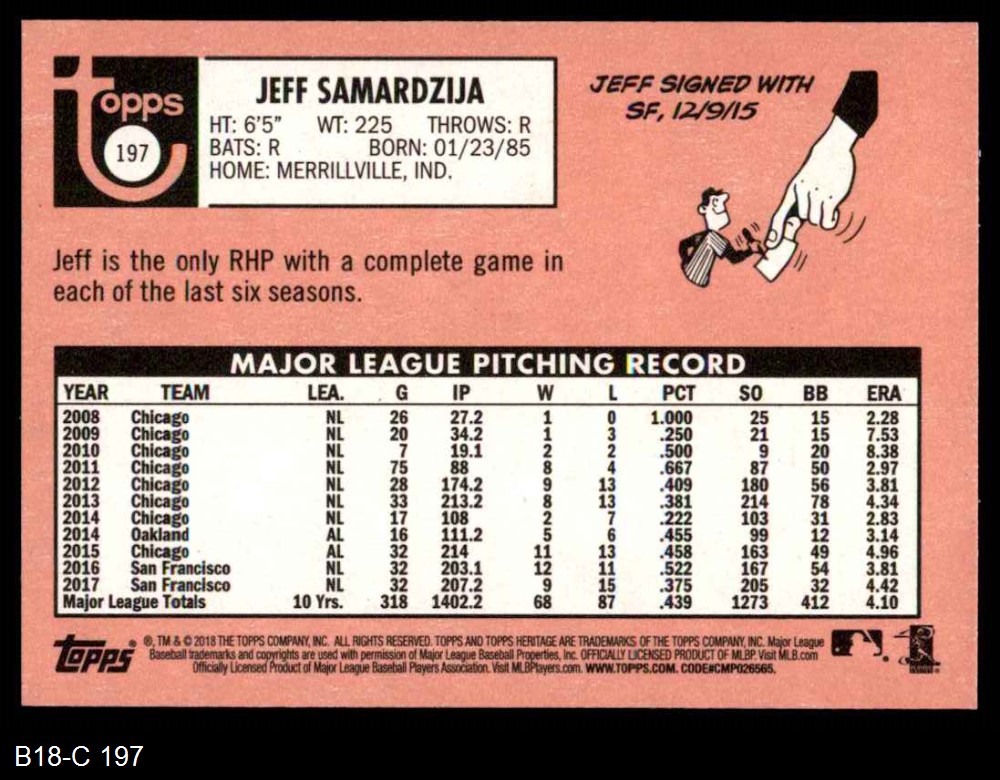 Topps
197
JEFF SAMARDZIJA
HT: 6'5" WT: 225 THROWS: R
BATS: R BORN: 01/23/85
HOME: MERRILLVILLE, IND.
JEFF SIGNED WITH
SF, 12/9/15
Jeff is the only RHP with a complete game in
each of the last six seasons.
MAJOR LEAGUE PITCHING RECORD
YEAR TEAM LEA. G IP W L PCT SO BB ERA
2008 Chicago NL 26 27.2 1 0 1.000 25 15 2.28
2009 Chicago NL 20 34.2 1 3 .250 21 15 7.53
2010 Chicago NL 7 19.1 2 2 .500 9 20 8.38
2011 Chicago NL 75 88 8 4 .667 87 50 2.97
2012 Chicago NL 28 174.2 9 13 .409 180 56 3.81
2013 Chicago NL 33 213.2 8 13 .381 214 78 4.34
2014 Chicago NL 17 108 2 7 .222 103 31 2.83
2014 Oakland AL 16 111.2 5 6 .455 99 12 3.14
2015 Chicago AL 32 214 11 13 .458 163 49 4.96
2016 San Francisco NL 32 203.1 12 11 .522 167 54 3.81
2017 San Francisco NL 32 207.2 9 15 .375 205 32 4.42
Major League Totals 10 Yrs. 318 1402.2 68 87 .439 1273 412 4.10
Topps
®, TM & © 2018 THE TOPPS COMPANY, INC. ALL RIGHTS RESERVED. TOPPS AND TOPPS HERITAGE ARE TRADEMARKS OF THE TOPPS COMPANY, INC. Major League
Baseball trademarks and copyrights are used with permission of Major League Baseball Properties, Inc. OFFICIALLY LICENSED PRODUCT OF MLBP Visit MLB.com
Officially Licensed Product of Major League Baseball Players Association. Visit MLBPlayers.com. WWW.TOPPS.COM. CODE#CMP026565.
B18-C 197